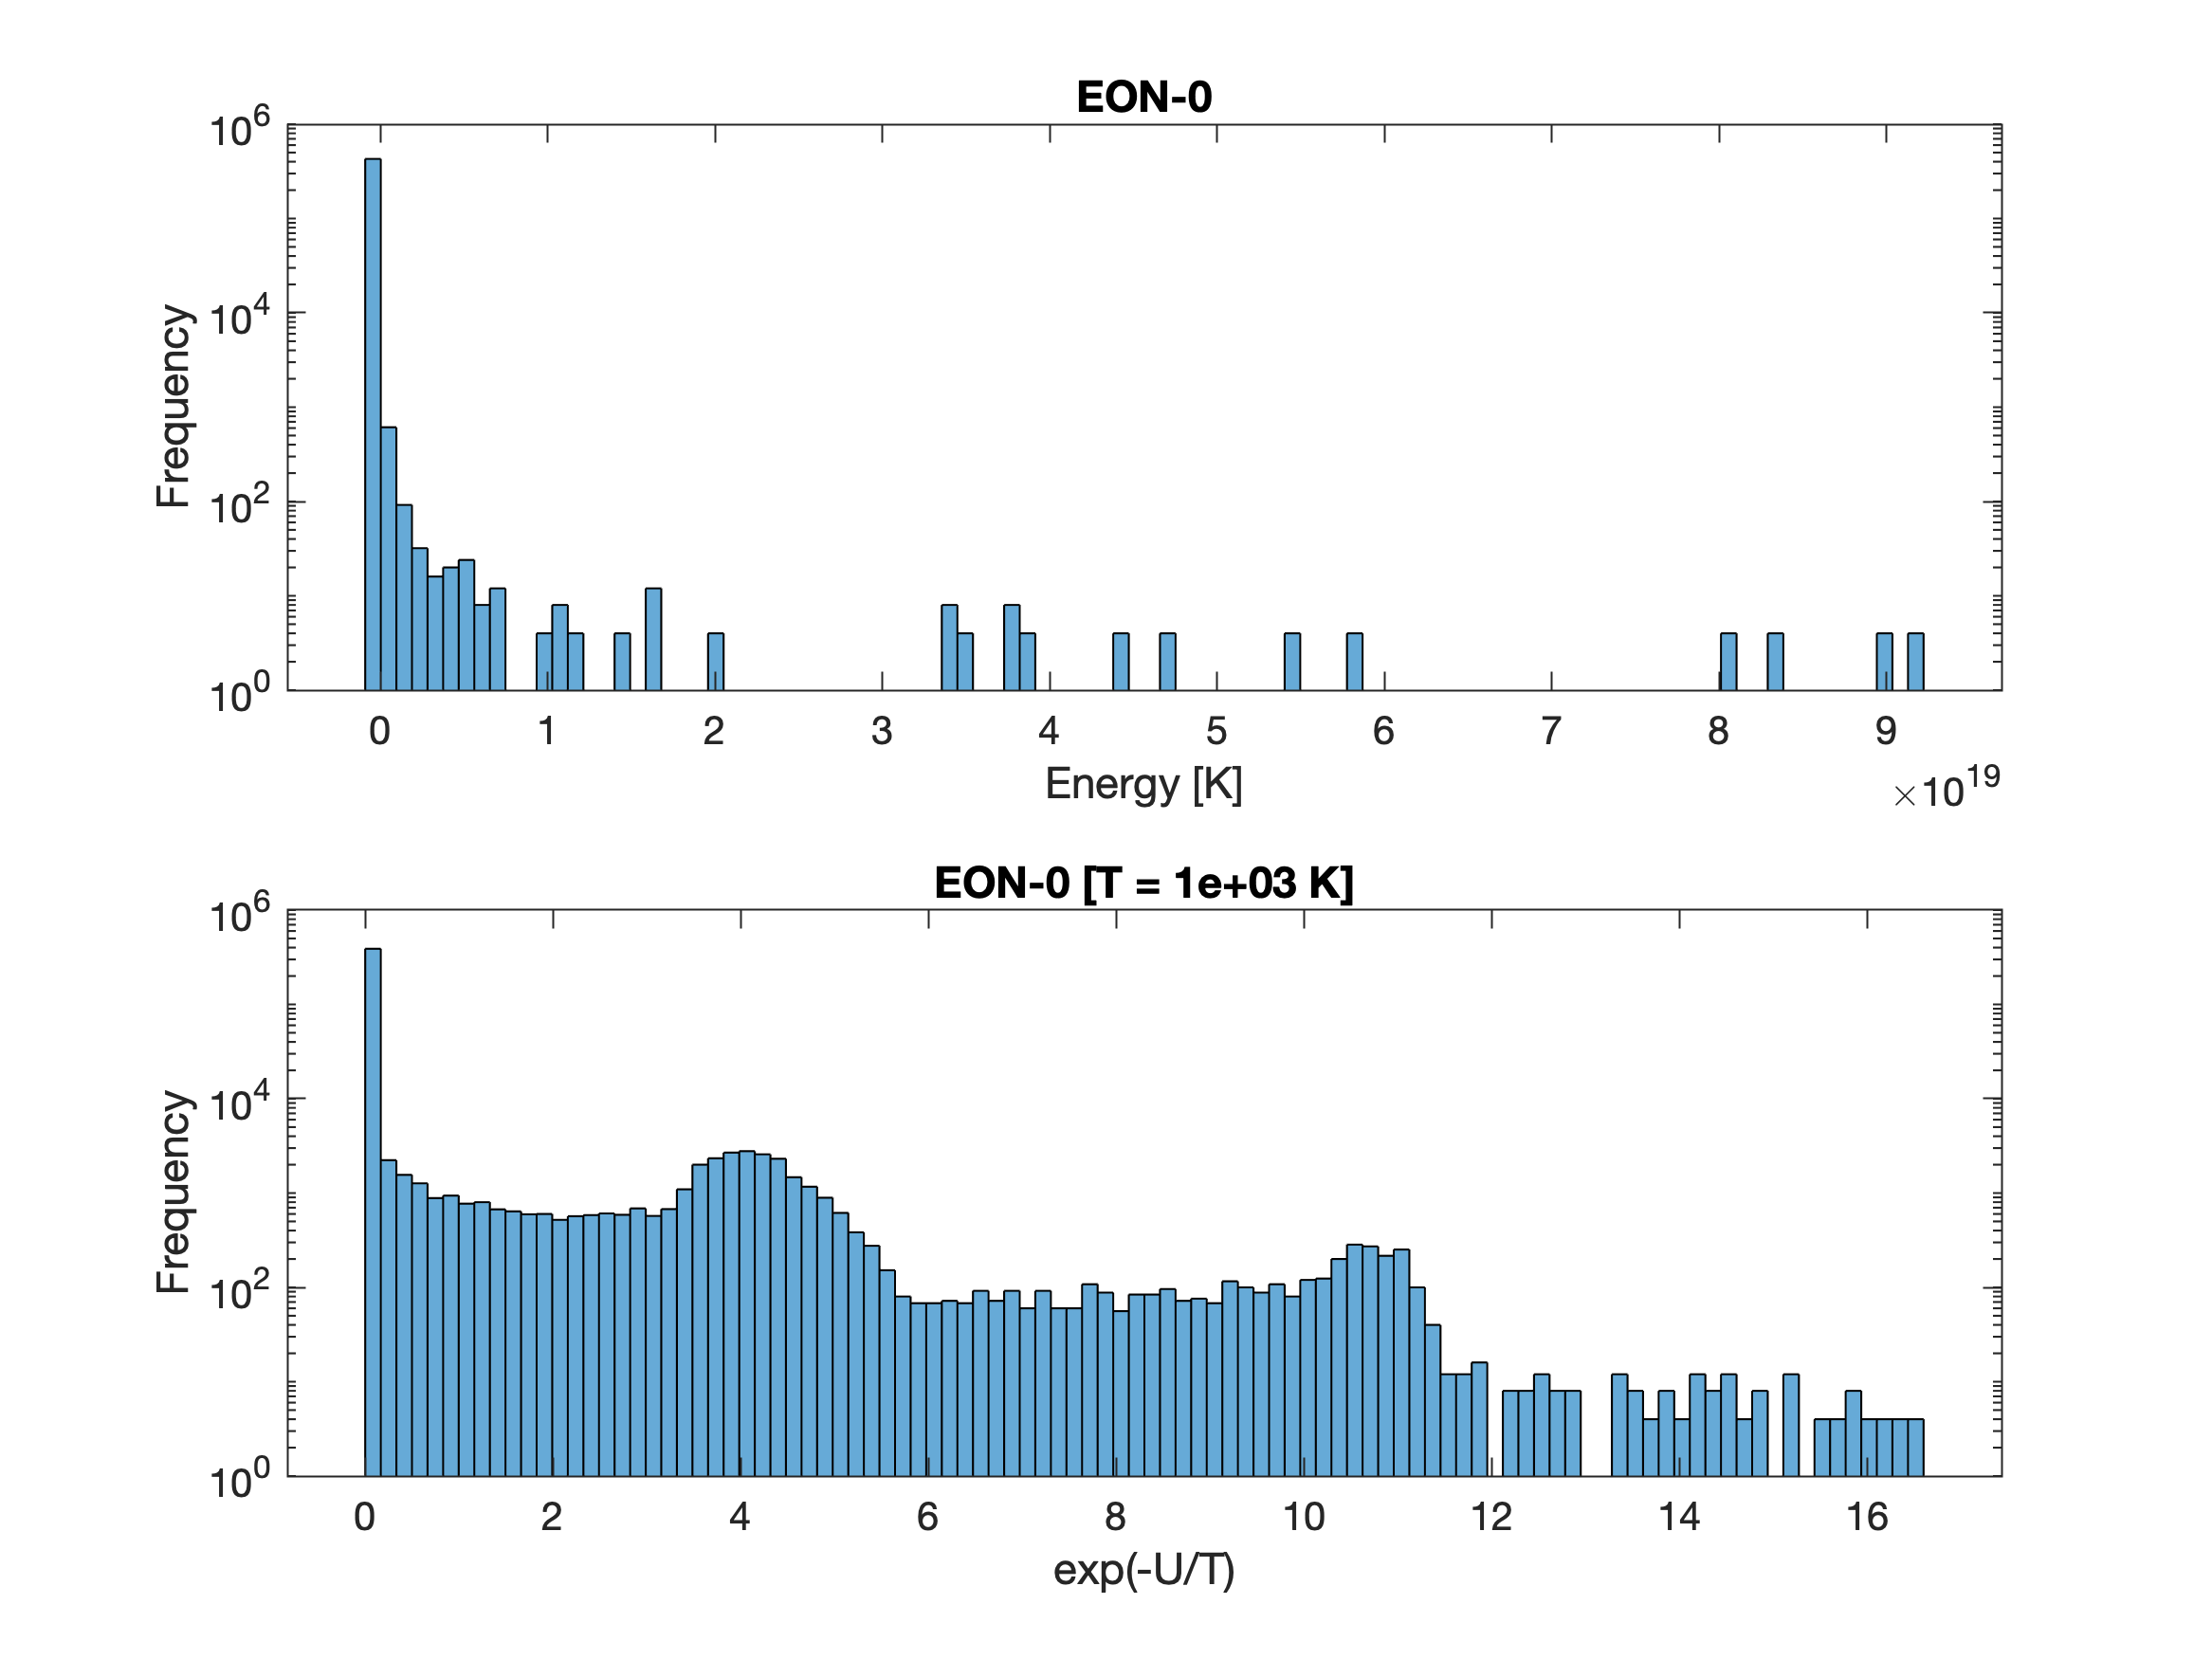 EON-0
10^6
10^4
10^2
10^0
Frequency
0 1 2 3 4 5 6 7 8 9
Energy [K]
×10^19
EON-0 [T = 1e+03 K]
10^6
10^4
10^2
10^0
Frequency
0 2 4 6 8 10 12 14 16
exp(-U/T)